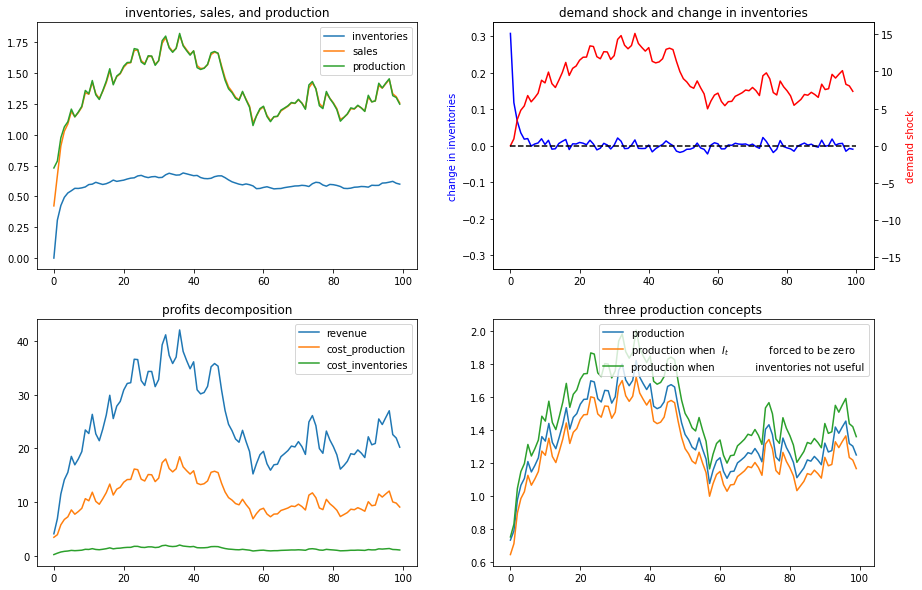 inventories, sales, and production
inventories
sales
production
1.75
1.50
1.25
1.00
0.75
0.50
0.25
0.00
0 20 40 60 80 100
demand shock and change in inventories
change in inventories
0.3
0.2
0.1
0.0
−0.1
−0.2
−0.3
15
10
5
0
−5
−10
−15
demand shock
0 20 40 60 80 100
profits decomposition
revenue
cost_production
cost_inventories
40
30
20
10
0
0 20 40 60 80 100
three production concepts
production
production when I_t forced to be zero
production when inventories not useful
2.0
1.8
1.6
1.4
1.2
1.0
0.8
0.6
0 20 40 60 80 100